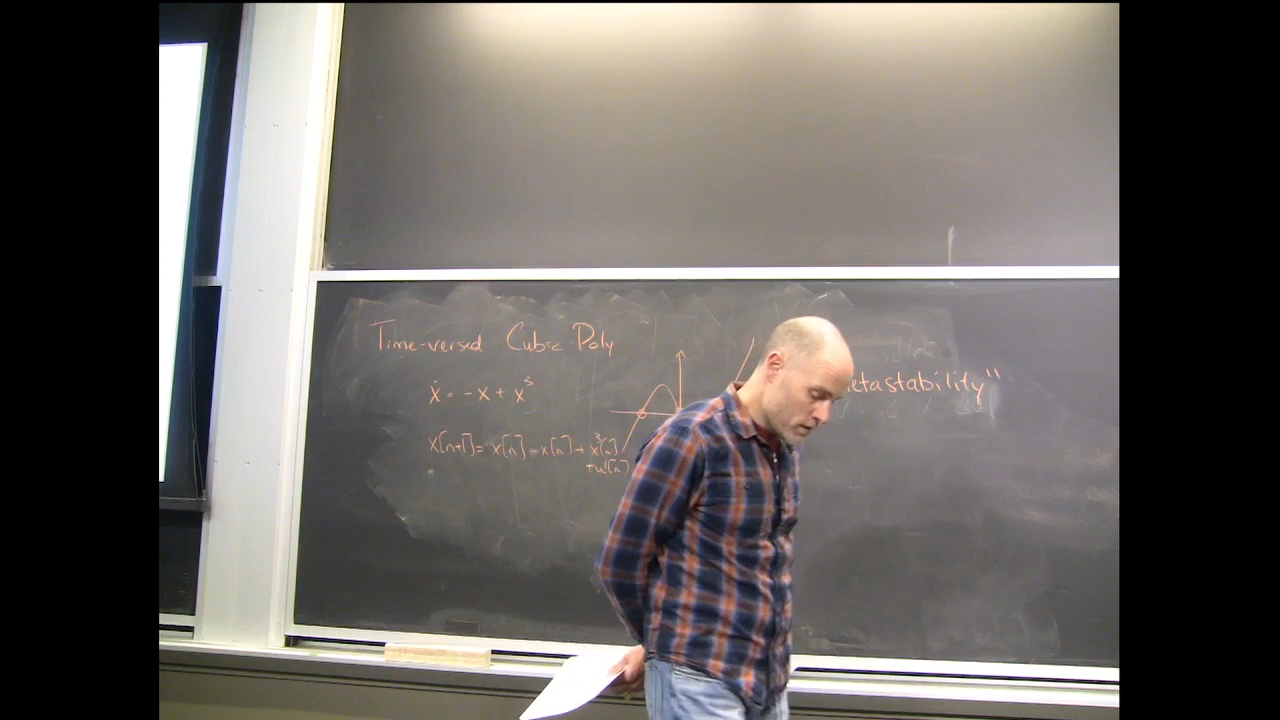 Time-versed Cubic Poly
ẋ = -x + x³
x[n+1] = x[n] - x[n] + x³[n]
+ w[n]
etastability"